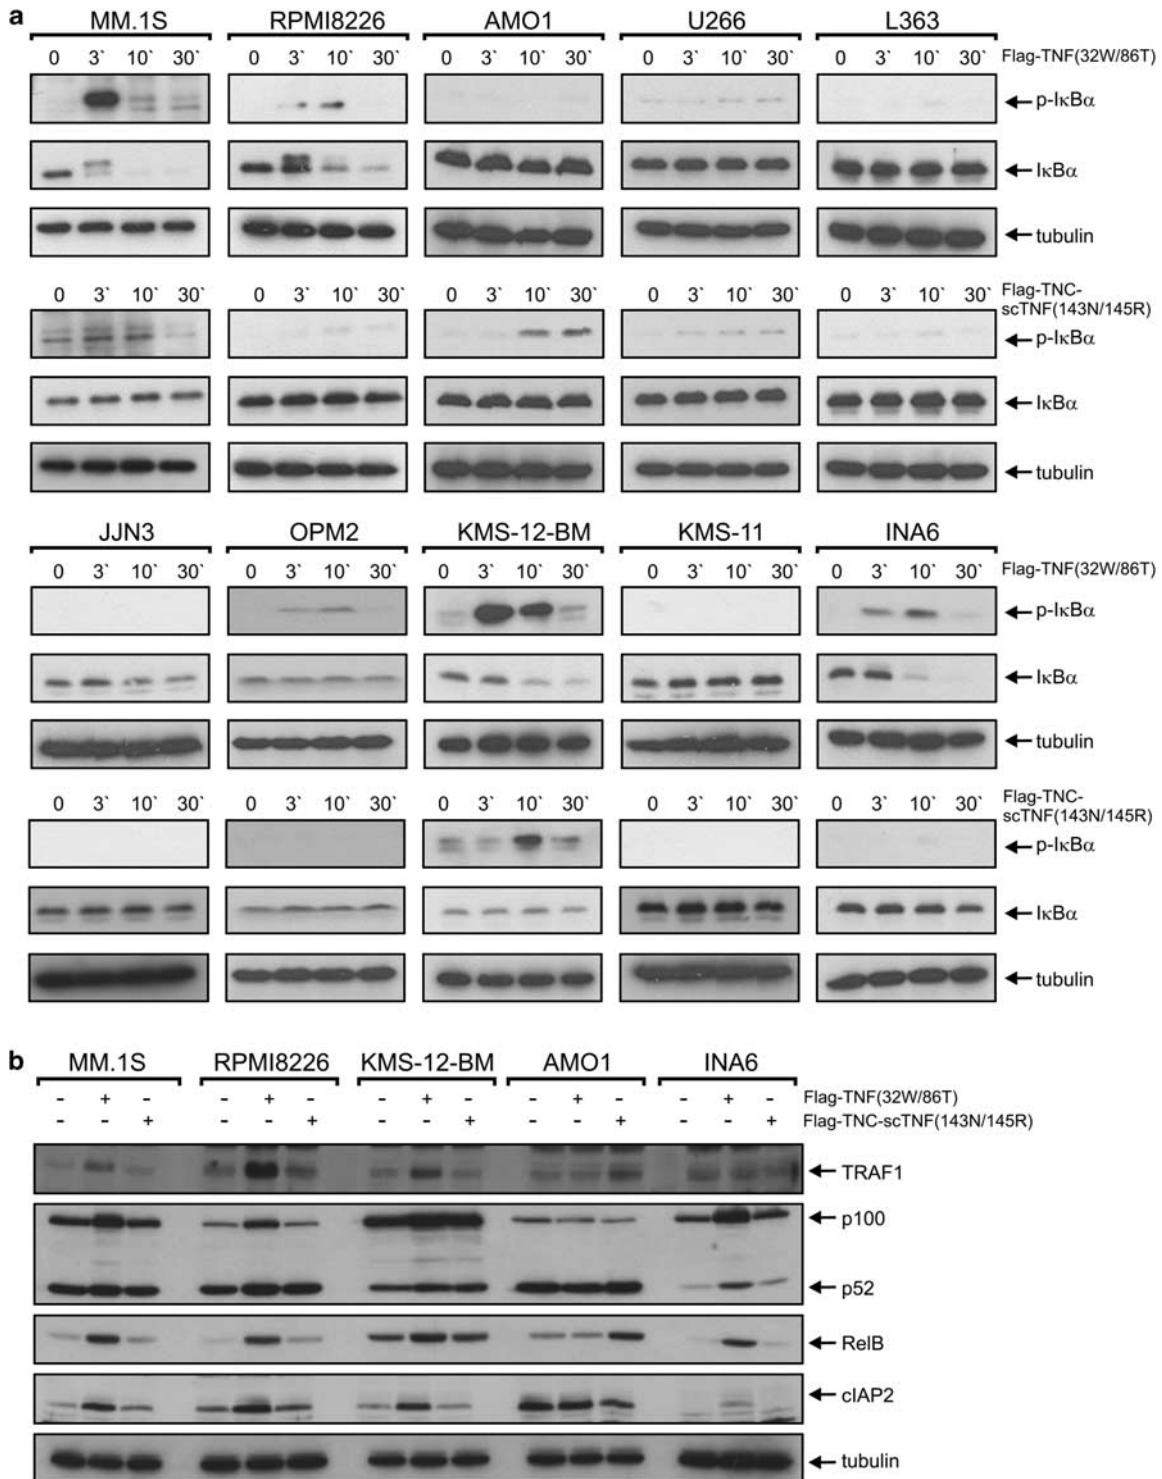 a
MM.1S RPMI8226 AMO1 U266 L363
0 3` 10` 30` 0 3` 10` 30` 0 3` 10` 30` 0 3` 10` 30` 0 3` 10` 30` Flag-TNF(32W/86T)
p-IκBα
IκBα
tubulin
0 3` 10` 30` 0 3` 10` 30` 0 3` 10` 30` 0 3` 10` 30` 0 3` 10` 30` Flag-TNC-
scTNF(143N/145R)
p-IκBα
IκBα
tubulin
JJN3 OPM2 KMS-12-BM KMS-11 INA6
0 3` 10` 30` 0 3` 10` 30` 0 3` 10` 30` 0 3` 10` 30` 0 3` 10` 30` Flag-TNF(32W/86T)
p-IκBα
IκBα
tubulin
0 3` 10` 30` 0 3` 10` 30` 0 3` 10` 30` 0 3` 10` 30` 0 3` 10` 30` Flag-TNC-
scTNF(143N/145R)
p-IκBα
IκBα
tubulin
b
MM.1S RPMI8226 KMS-12-BM AMO1 INA6
- + - - + - - + - - + - - + - Flag-TNF(32W/86T)
- - + - - + - - + - - + - - + Flag-TNC-scTNF(143N/145R)
TRAF1
p100
p52
RelB
cIAP2
tubulin